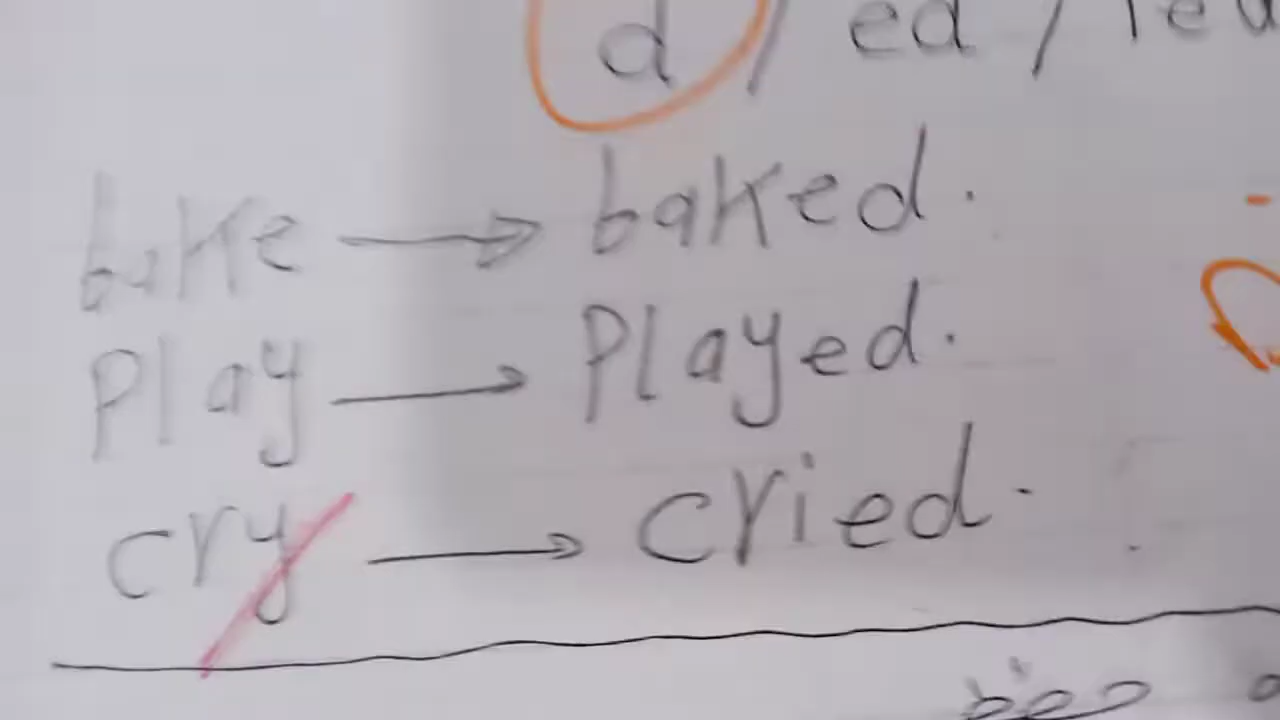 d / ed / ied
bake → baked.
Play → Played.
cry → cried.